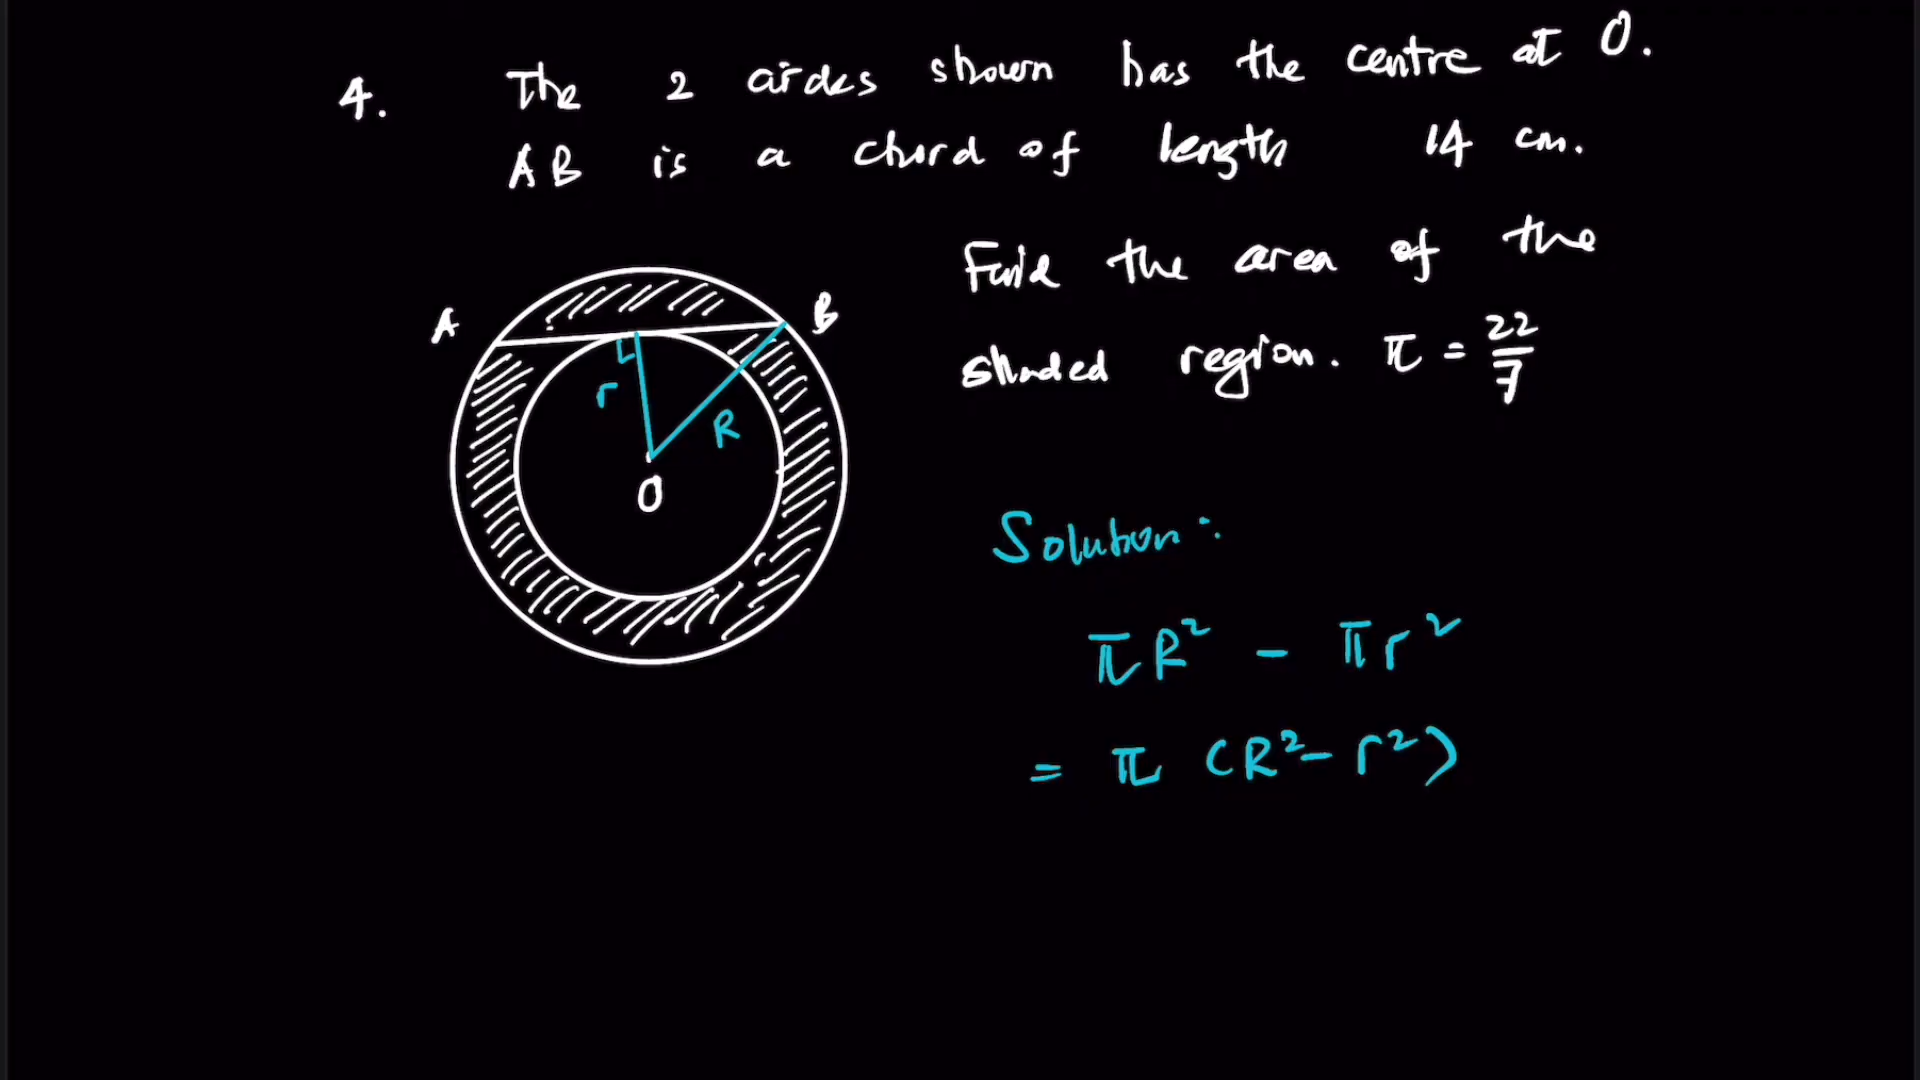 4. The 2 circles shown has the centre at O.
AB is a chord of length 14 cm.
Find the area of the
shaded region. π = 22/7
A
B
r
R
O
Solution:
πR² - πr²
= π (R² - r²)